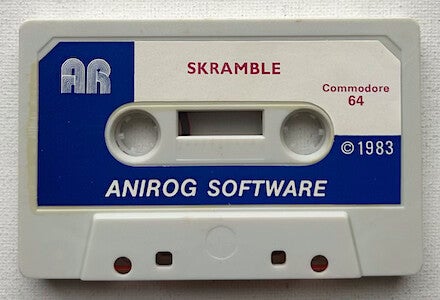 AR
SKRAMBLE
Commodore
64
©1983
ANIROG SOFTWARE